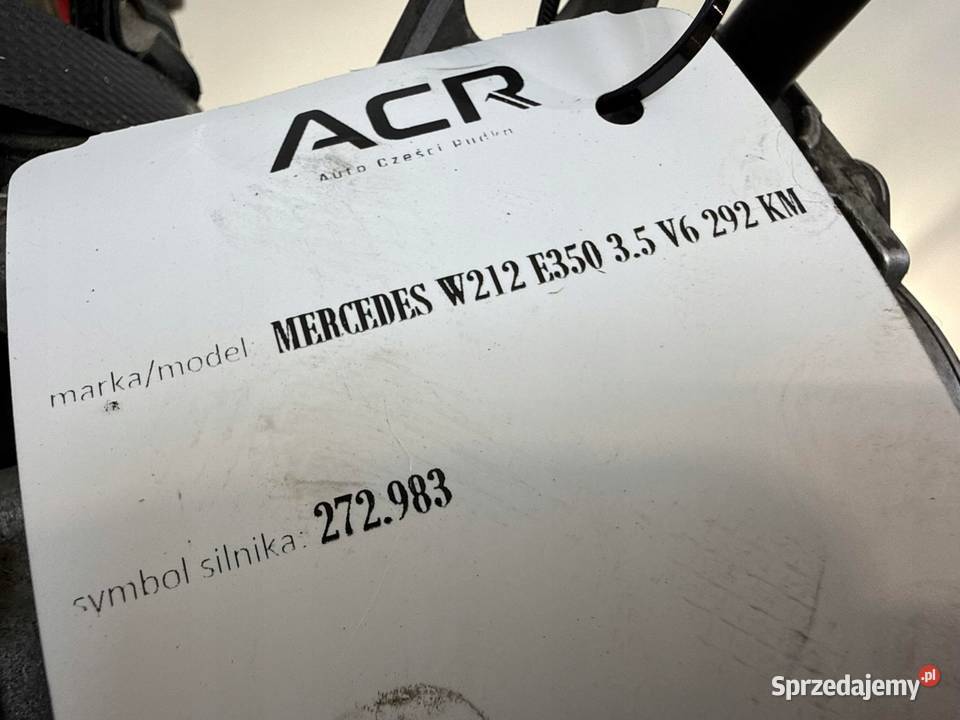 ACR
Auto Części Rudka
marka/model: MERCEDES W212 E350 3.5 V6 292 KM
symbol silnika: 272.983
Sprzedajemy.pl